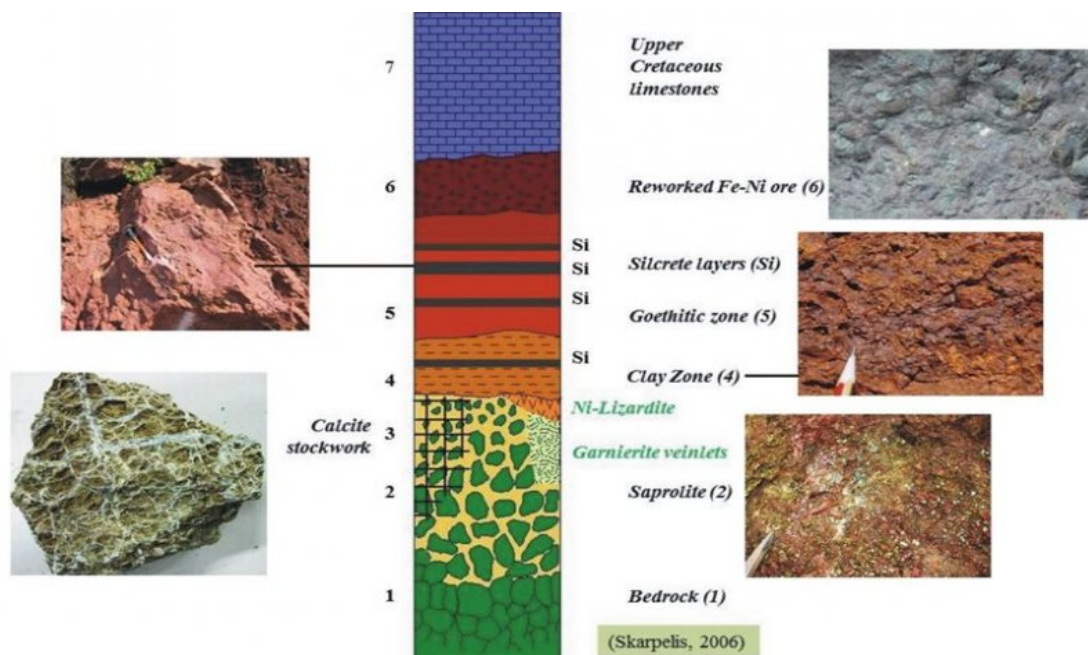 7
Upper
Cretaceous
limestones
6
Reworked Fe-Ni ore (6)
Si
Si
Silcrete layers (Si)
Si
5
Goethitic zone (5)
Si
4
Clay Zone (4)
Ni-Lizardite
Calcite
stockwork
3
Garnierite veinlets
2
Saprolite (2)
1
Bedrock (1)
(Skarpelis, 2006)